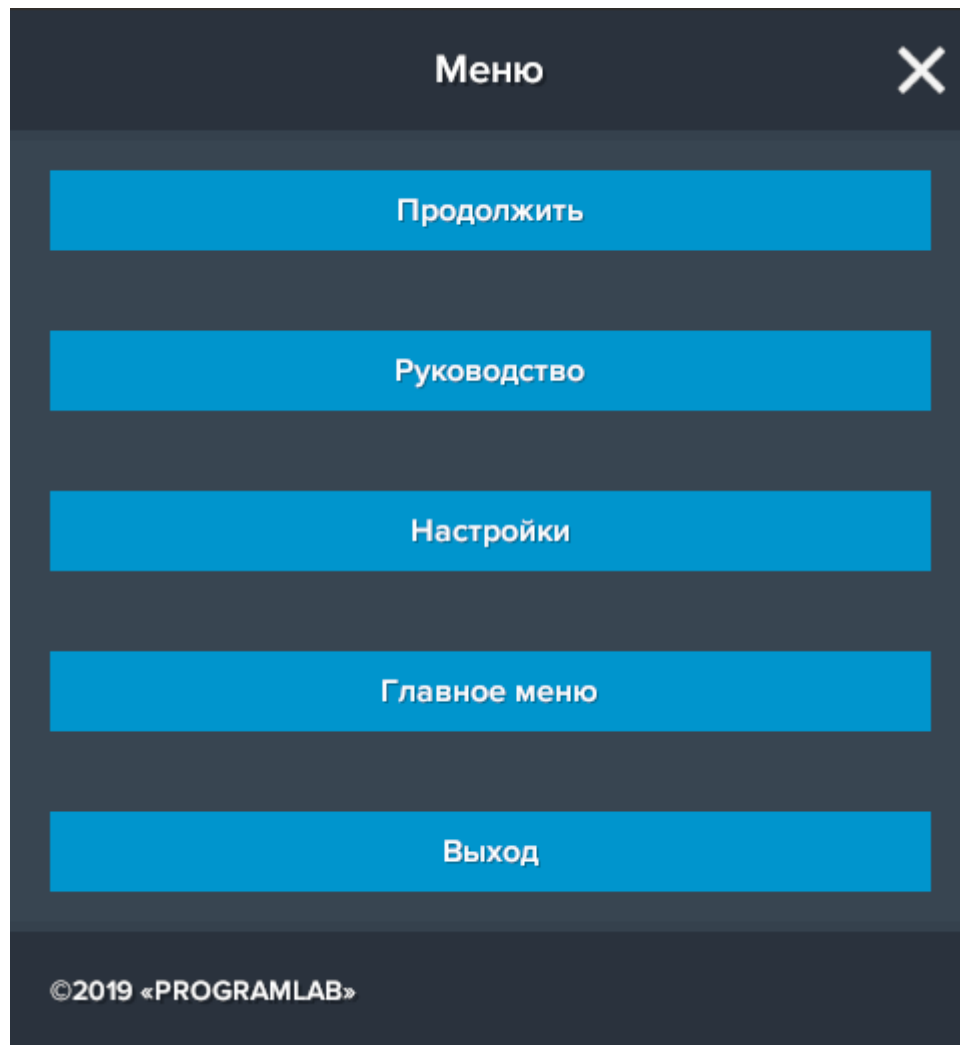 Меню
Продолжить
Руководство
Настройки
Главное меню
Выход
©2019 «PROGRAMLAB»